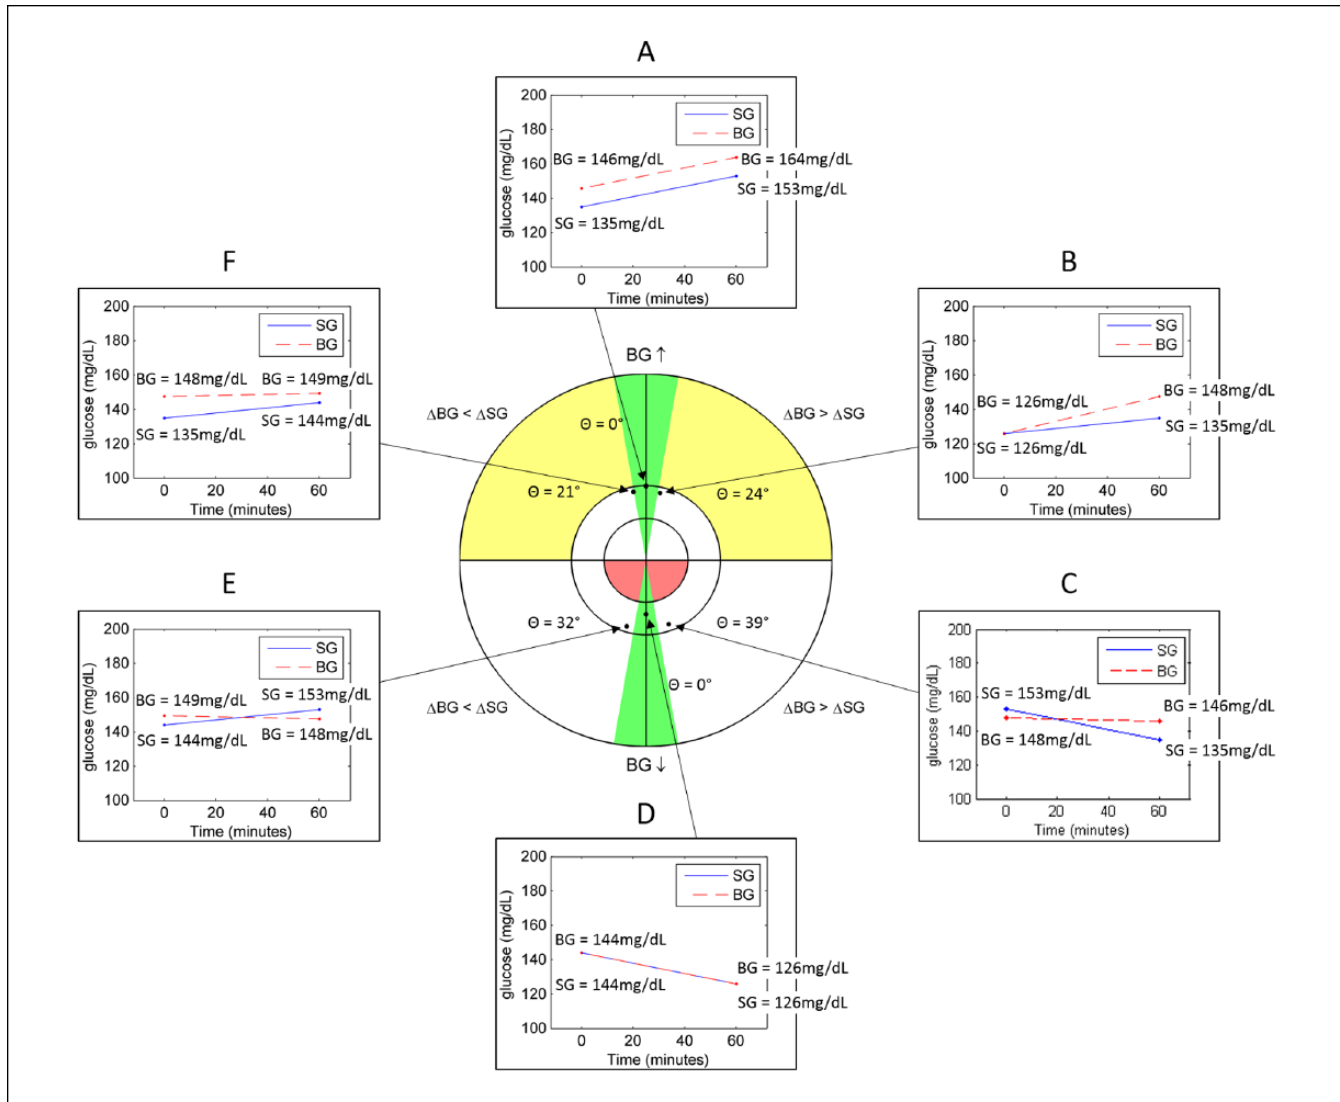 A
200
180
160
140
120
100
glucose (mg/dL)
SG
BG
BG = 146mg/dL
BG = 164mg/dL
SG = 153mg/dL
SG = 135mg/dL
0 20 40 60
Time (minutes)
F
200
180
160
140
120
100
glucose (mg/dL)
SG
BG
BG = 148mg/dL
BG = 149mg/dL
SG = 135mg/dL
SG = 144mg/dL
0 20 40 60
Time (minutes)
B
200
180
160
140
120
100
glucose (mg/dL)
SG
BG
BG = 126mg/dL
BG = 148mg/dL
SG = 126mg/dL
SG = 135mg/dL
0 20 40 60
Time (minutes)
BG ↑
ΔBG < ΔSG
ΔBG > ΔSG
Θ = 0°
Θ = 21°
Θ = 24°
Θ = 32°
Θ = 39°
Θ = 0°
ΔBG < ΔSG
ΔBG > ΔSG
BG ↓
E
200
180
160
140
120
100
glucose (mg/dL)
SG
BG
BG = 149mg/dL
SG = 153mg/dL
SG = 144mg/dL
BG = 148mg/dL
0 20 40 60
Time (minutes)
C
200
180
160
140
120
100
glucose (mg/dL)
SG
BG
SG = 153mg/dL
BG = 146mg/dL
BG = 148mg/dL
SG = 135mg/dL
0 20 40 60
Time (minutes)
D
200
180
160
140
120
100
glucose (mg/dL)
SG
BG
BG = 144mg/dL
BG = 126mg/dL
SG = 144mg/dL
SG = 126mg/dL
0 20 40 60
Time (minutes)